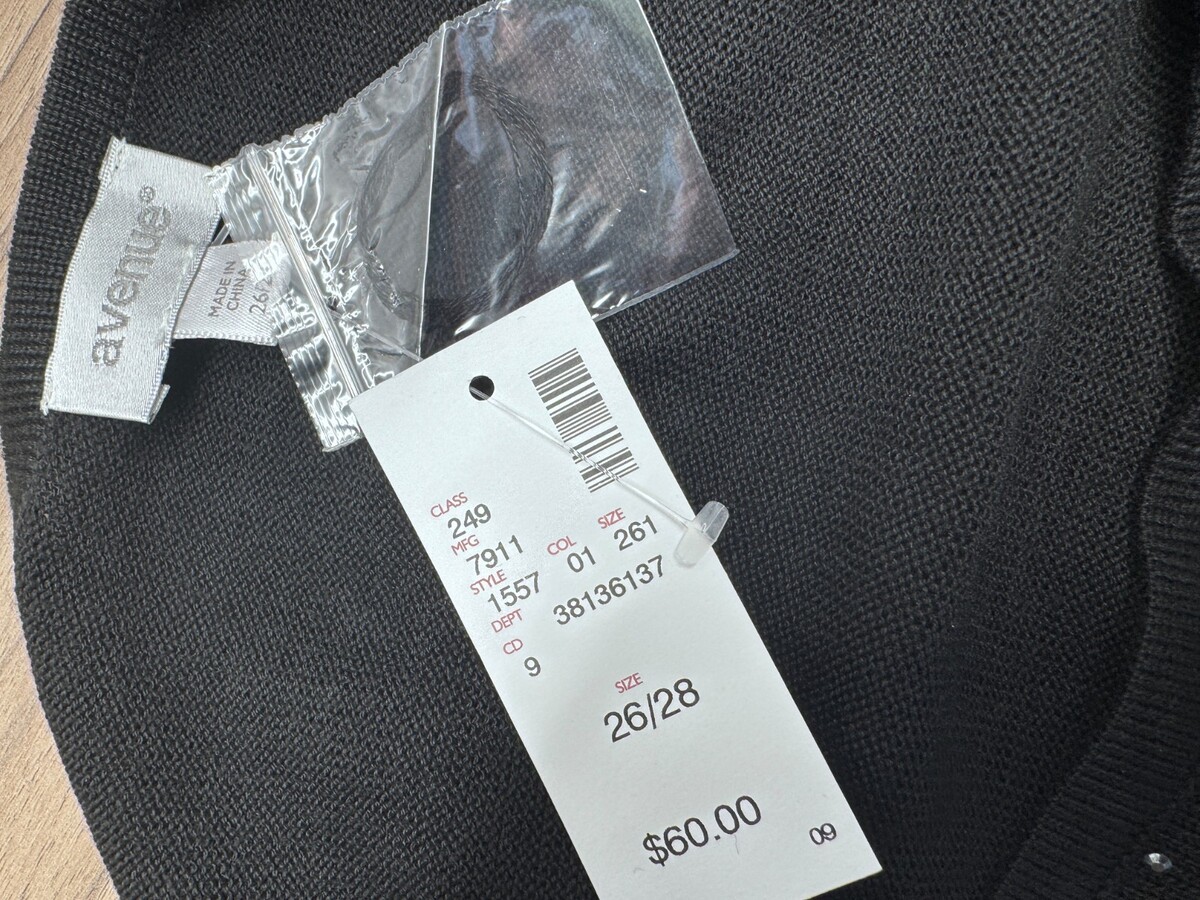 avenue®
MADE IN
CHINA
CLASS
249
MFG
7911
STYLE COL SIZE
1557 01 261
DEPT
38136137
CD
9
SIZE
26/28
$60.00
09